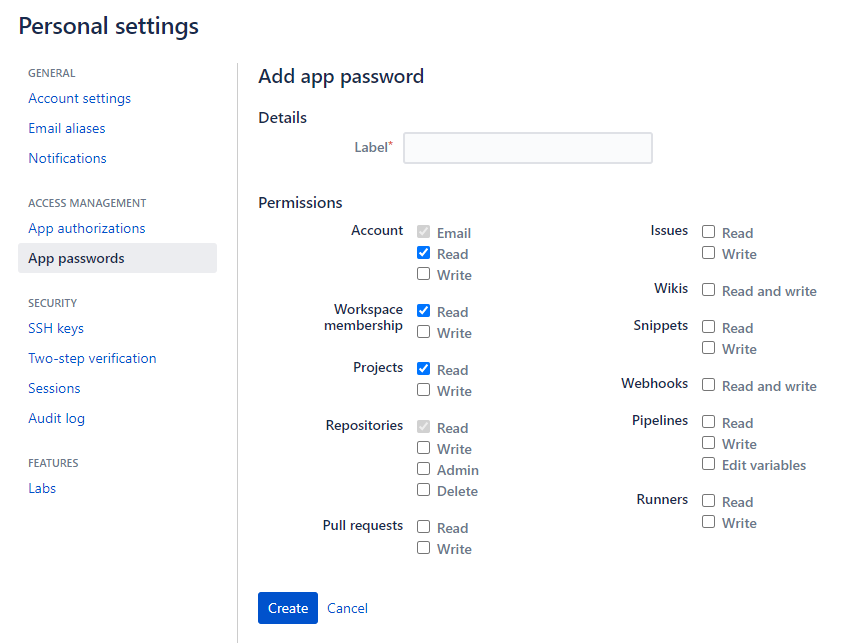 Personal settings
GENERAL
Account settings
Email aliases
Notifications
ACCESS MANAGEMENT
App authorizations
App passwords
SECURITY
SSH keys
Two-step verification
Sessions
Audit log
FEATURES
Labs
Add app password
Details
Label*
Permissions
Account
Email
Read
Write
Workspace
membership
Read
Write
Projects
Read
Write
Repositories
Read
Write
Admin
Delete
Pull requests
Read
Write
Issues
Read
Write
Wikis
Read and write
Snippets
Read
Write
Webhooks
Read and write
Pipelines
Read
Write
Edit variables
Runners
Read
Write
Create
Cancel